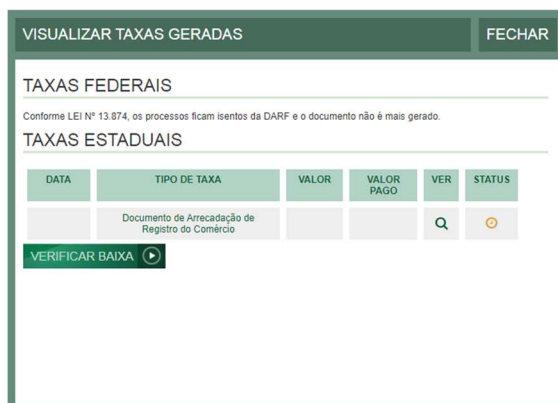 VISUALIZAR TAXAS GERADAS
FECHAR
TAXAS FEDERAIS
Conforme LEI Nº 13.874, os processos ficam isentos da DARF e o documento não é mais gerado.
TAXAS ESTADUAIS
DATA TIPO DE TAXA VALOR VALOR PAGO VER STATUS
Documento de Arrecadação de
Registro do Comércio
VERIFICAR BAIXA